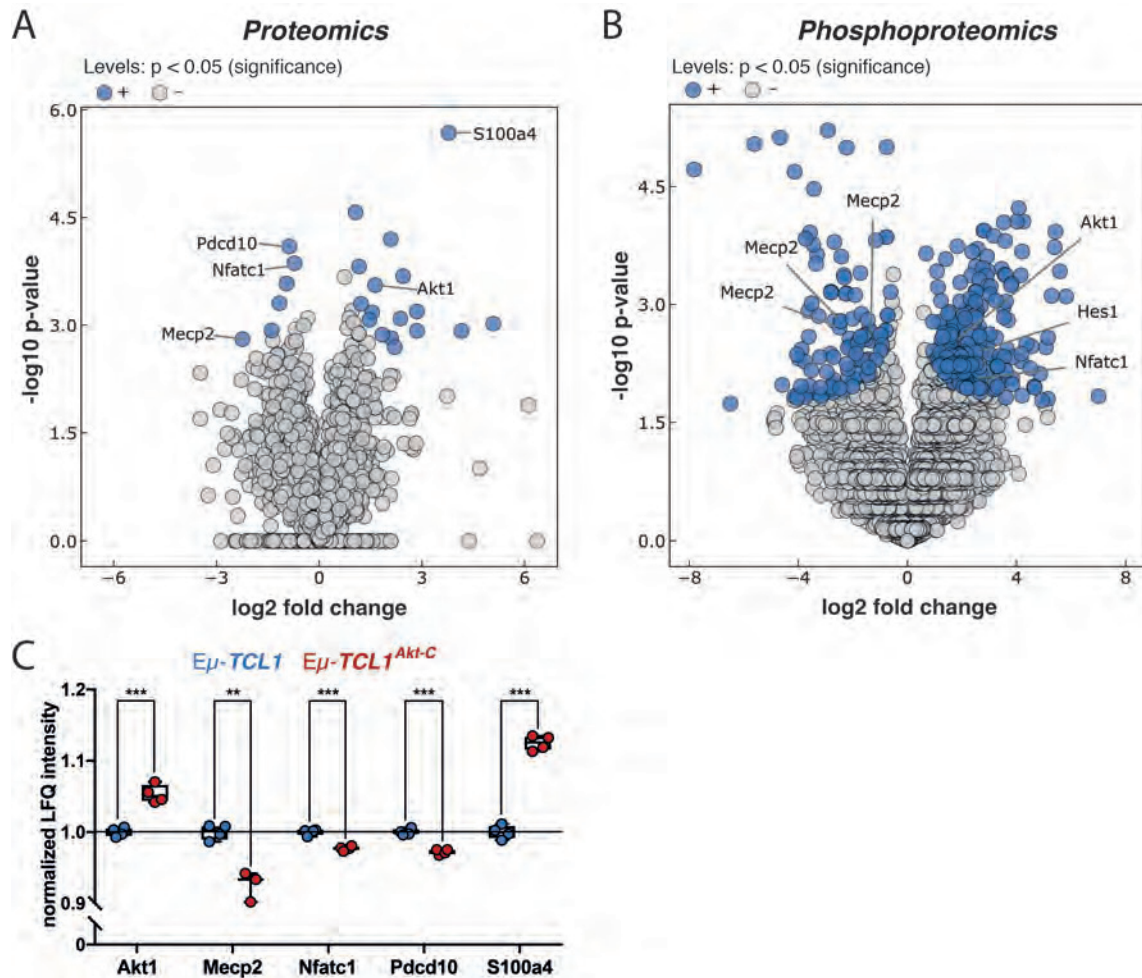 A
Proteomics
Levels: p < 0.05 (significance)
+ -
6.0
4.5
3.0
1.5
0.0
-log10 p-value
S100a4
Pdcd10
Nfatc1
Akt1
Mecp2
−6 −3 0 3 6
log2 fold change
B
Phosphoproteomics
Levels: p < 0.05 (significance)
+ -
4.5
3.0
1.5
0.0
-log10 p-value
Mecp2
Akt1
Mecp2
Mecp2
Hes1
Nfatc1
−8 −4 0 4 8
log2 fold change
C
Eμ-TCL1 Eμ-TCL1Akt-C
1.2
1.1
1.0
0.9
0
normalized LFQ intensity
*** ** *** *** ***
Akt1 Mecp2 Nfatc1 Pdcd10 S100a4